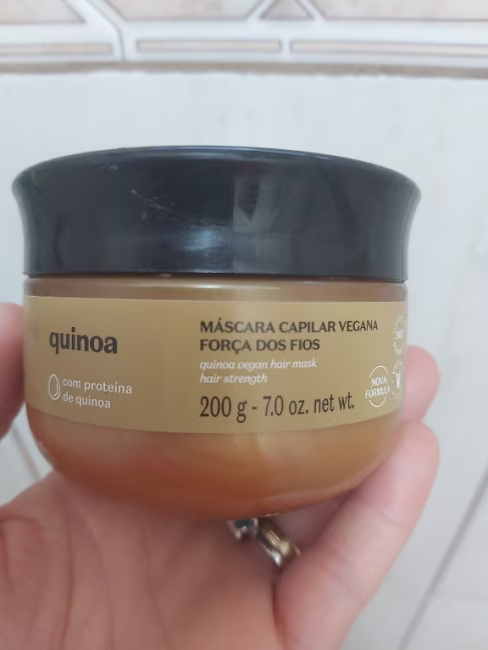 quinoa
com proteína
de quinoa
MÁSCARA CAPILAR VEGANA
FORÇA DOS FIOS
quinoa vegan hair mask
hair strength
200 g - 7.0 oz. net wt.
NOVA
FÓRMULA